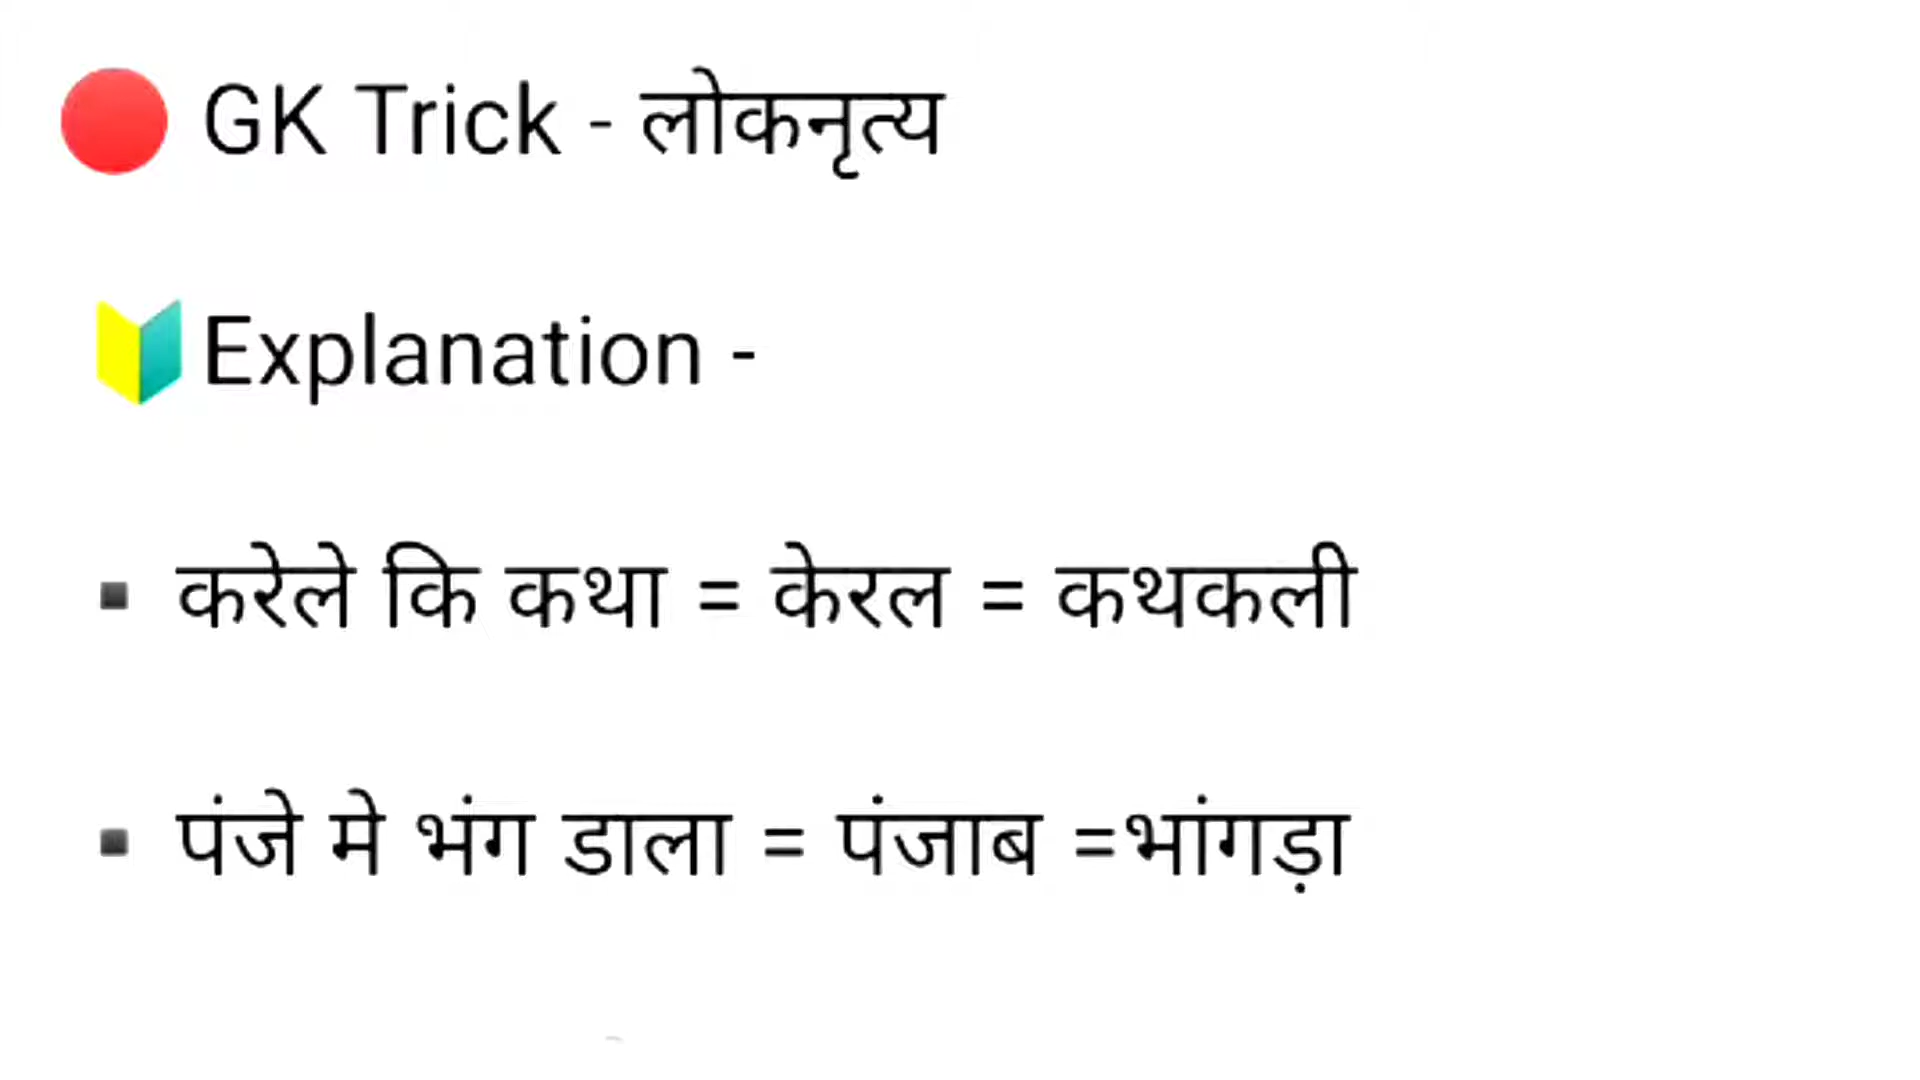 🔴 GK Trick - लोकनृत्य
🔰 Explanation -
▪ करेले कि कथा = केरल = कथकली
▪ पंजे मे भंग डाला = पंजाब =भांगड़ा